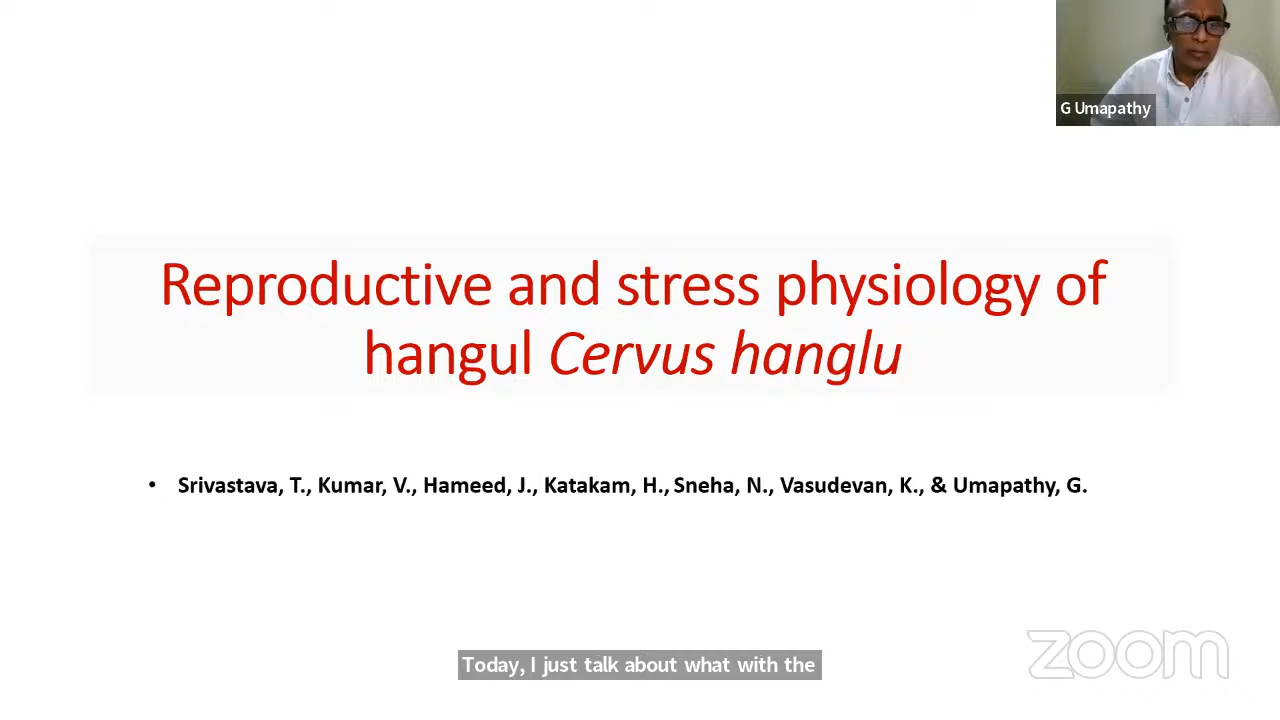 G Umapathy
Reproductive and stress physiology of
hangul Cervus hanglu
• Srivastava, T., Kumar, V., Hameed, J., Katakam, H., Sneha, N., Vasudevan, K., & Umapathy, G.
Today, I just talk about what with the
zoom